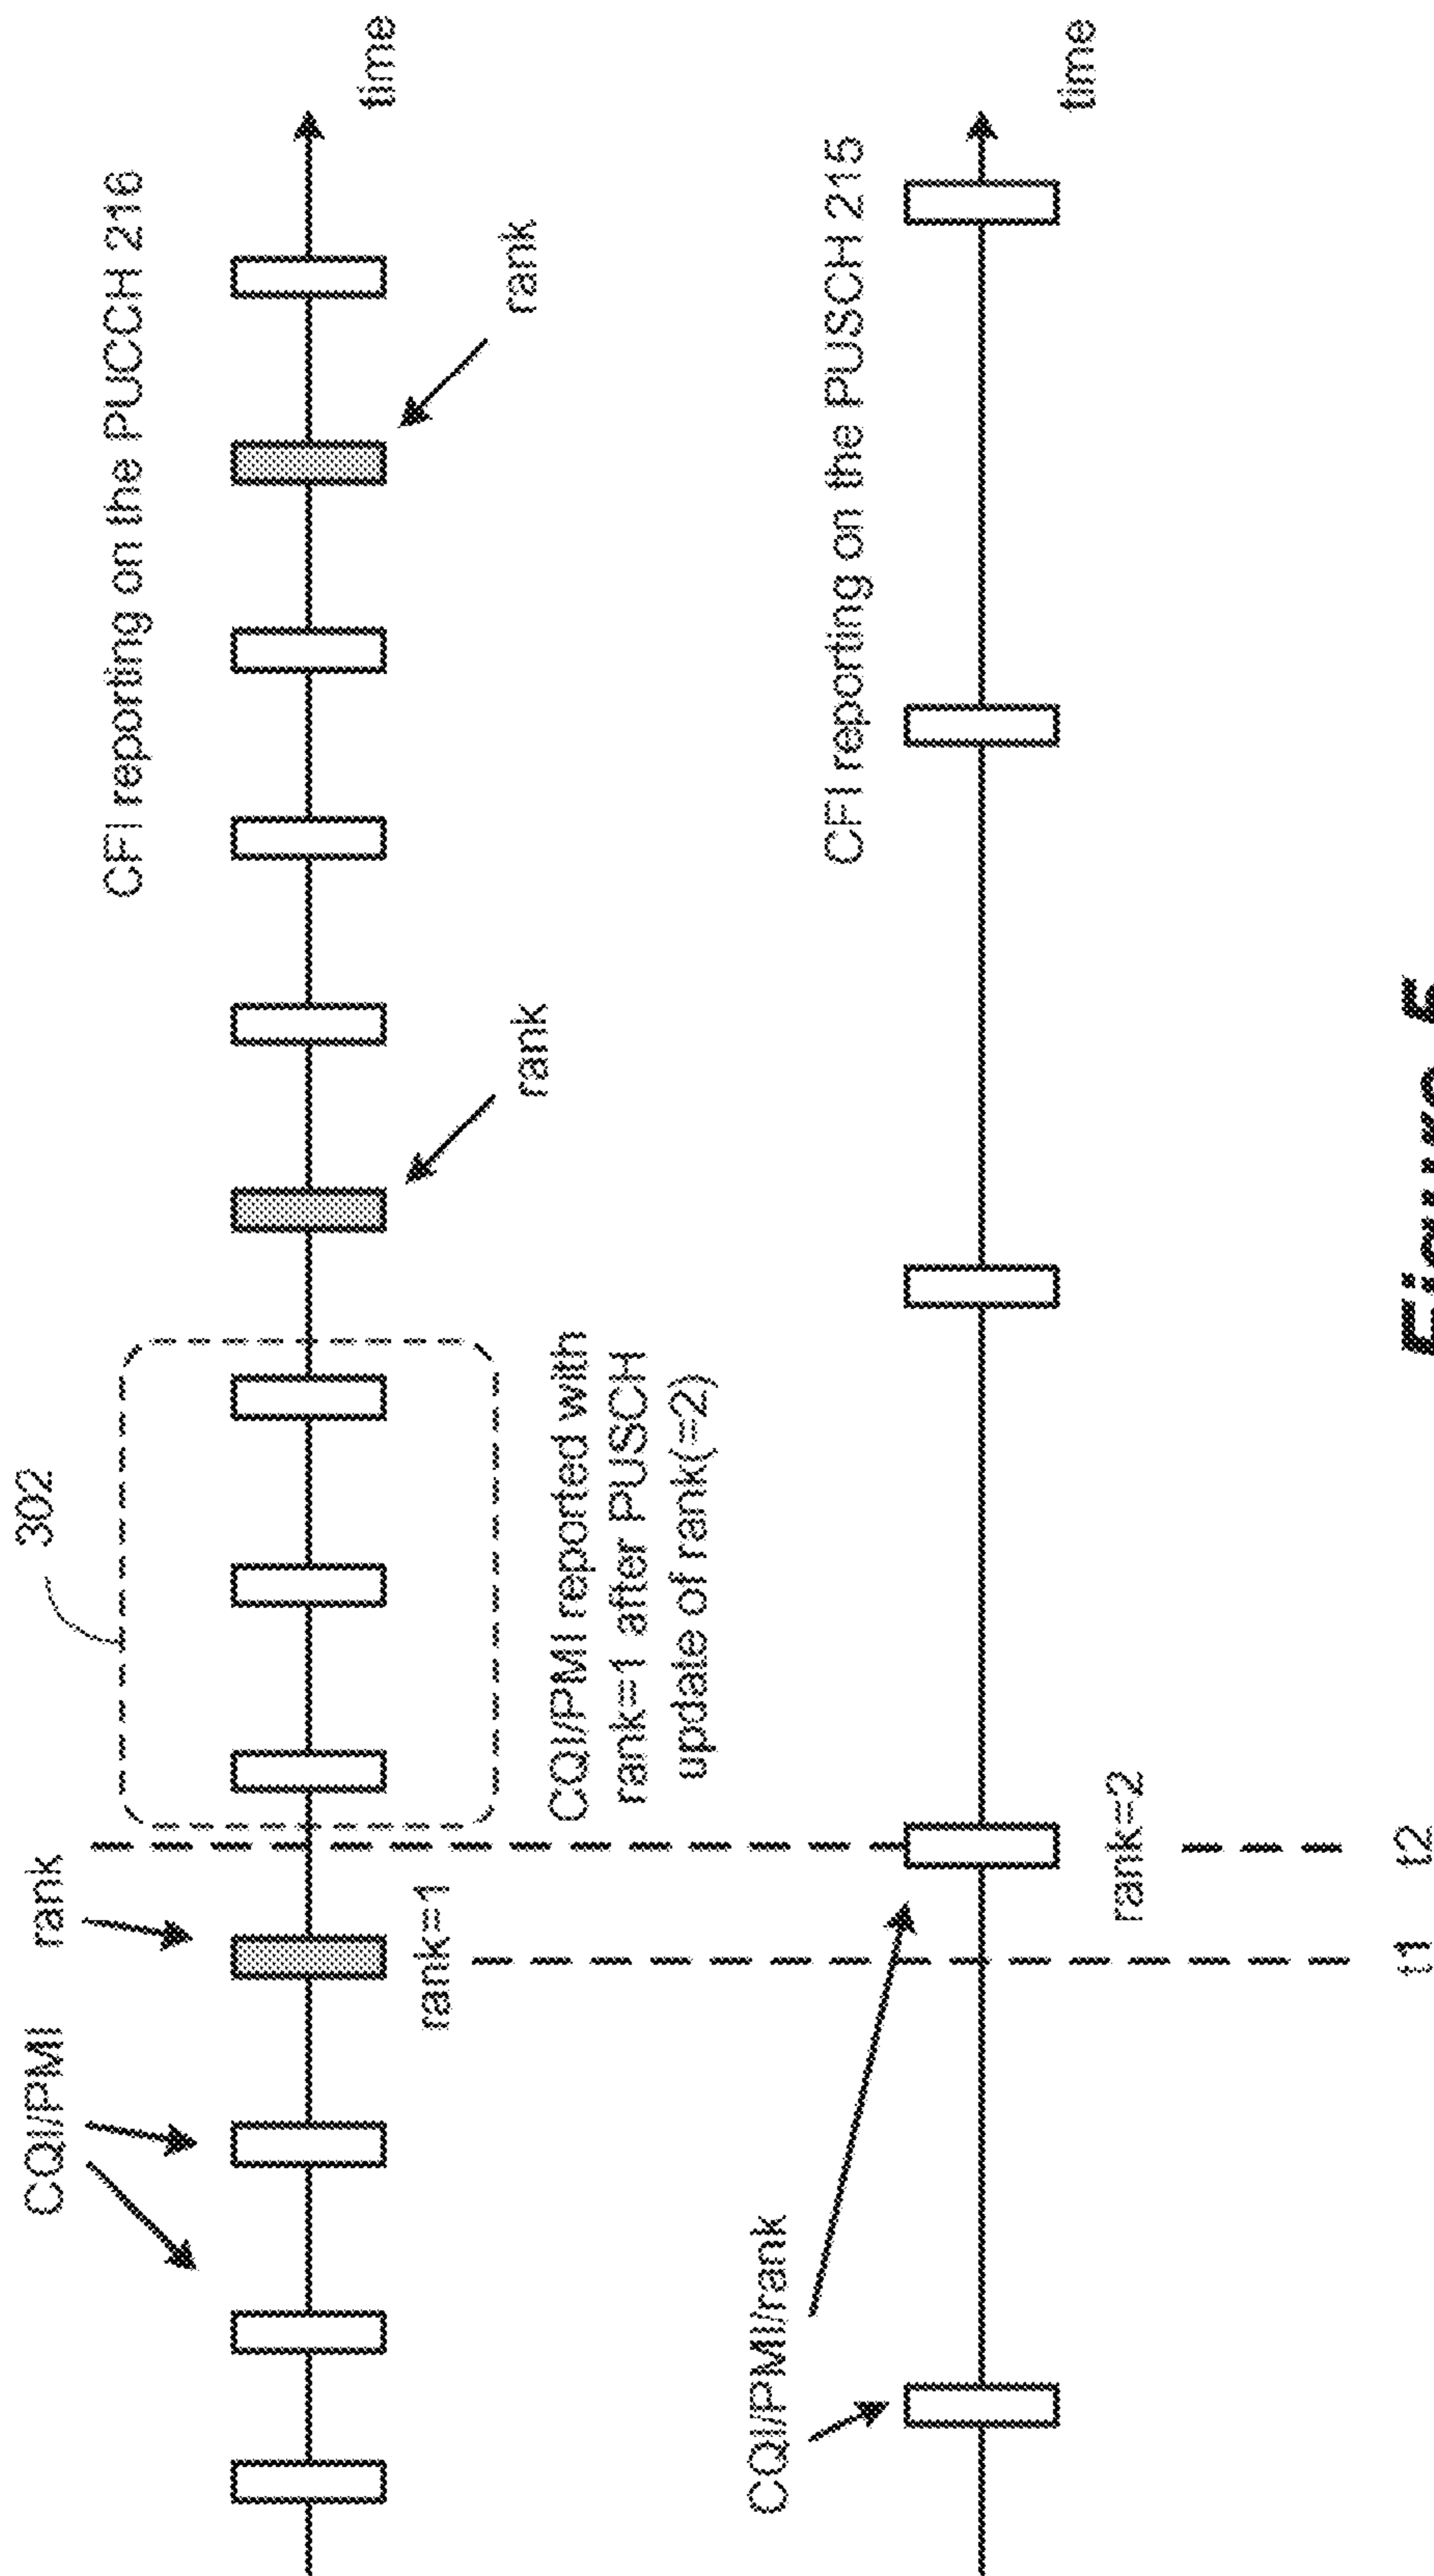 302
CQI/PMI
rank
CFI reporting on the PUCCH 216
time
rank=1
CQI/PMI reported with
rank=1 after PUSCH
update of rank(=2)
rank
rank
CQI/PMI/rank
CFI reporting on the PUSCH 215
time
rank=2
t1
t2
Figure 5